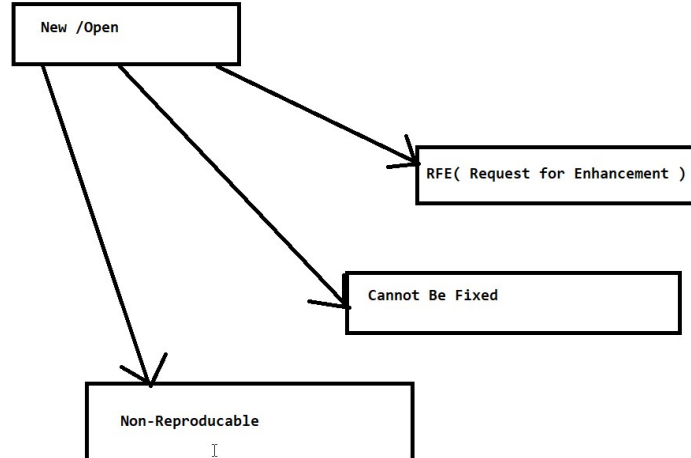 New /Open
RFE( Request for Enhancement )
Cannot Be Fixed
Non-Reproducable